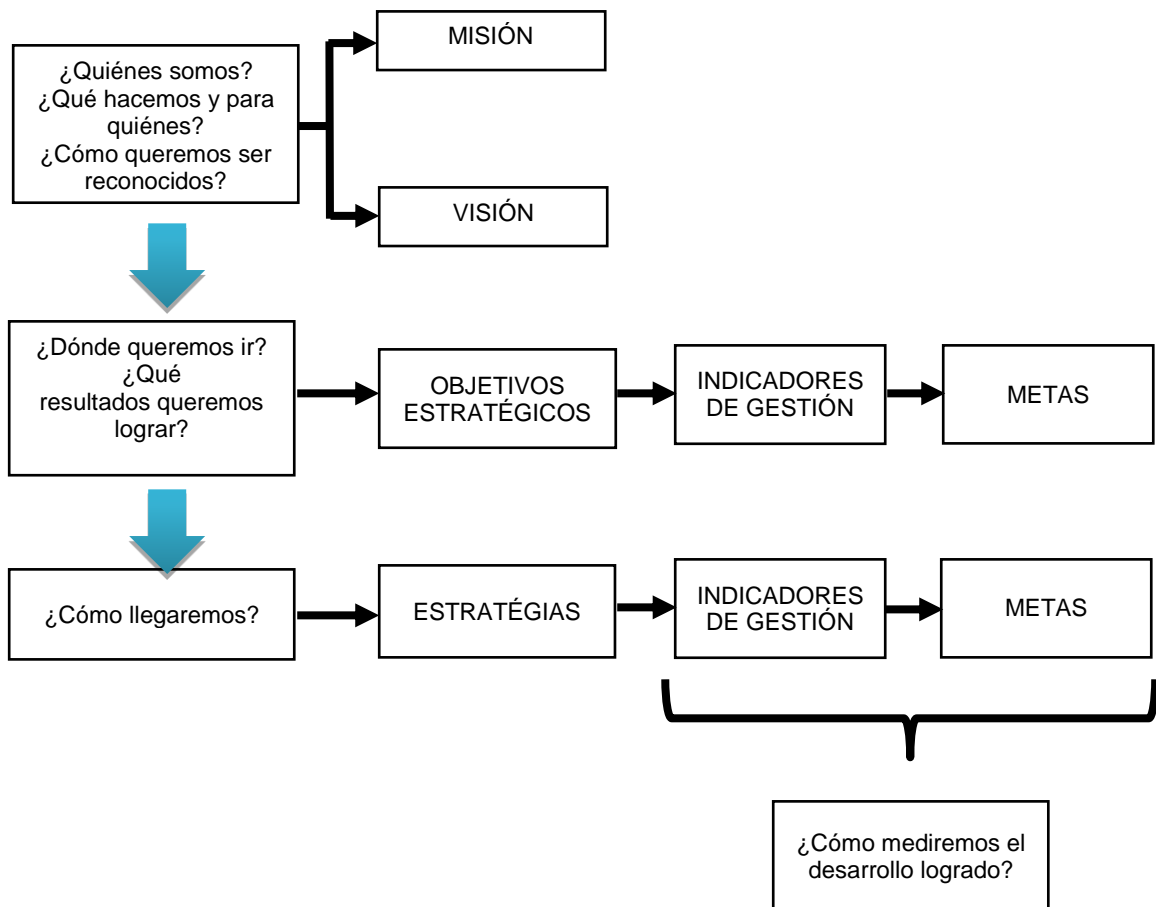 ¿Quiénes somos?
¿Qué hacemos y para
quiénes?
¿Cómo queremos ser
reconocidos?
MISIÓN
VISIÓN
¿Dónde queremos ir?
¿Qué
resultados queremos
lograr?
OBJETIVOS
ESTRATÉGICOS
INDICADORES
DE GESTIÓN
METAS
¿Cómo llegaremos?
ESTRATÉGIAS
INDICADORES
DE GESTIÓN
METAS
¿Cómo mediremos el
desarrollo logrado?